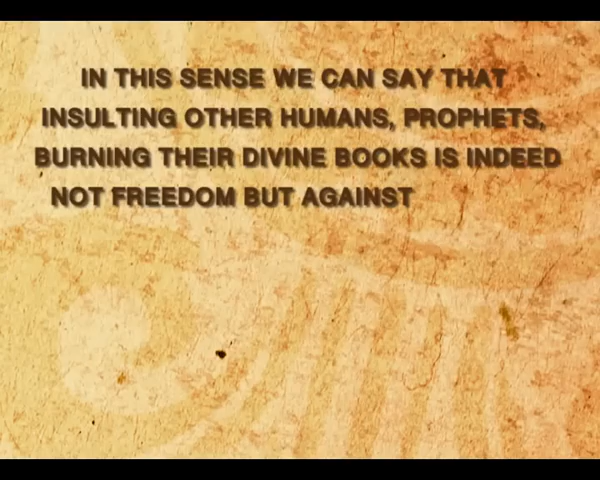 IN THIS SENSE WE CAN SAY THAT
INSULTING OTHER HUMANS, PROPHETS,
BURNING THEIR DIVINE BOOKS IS INDEED
NOT FREEDOM BUT AGAINST